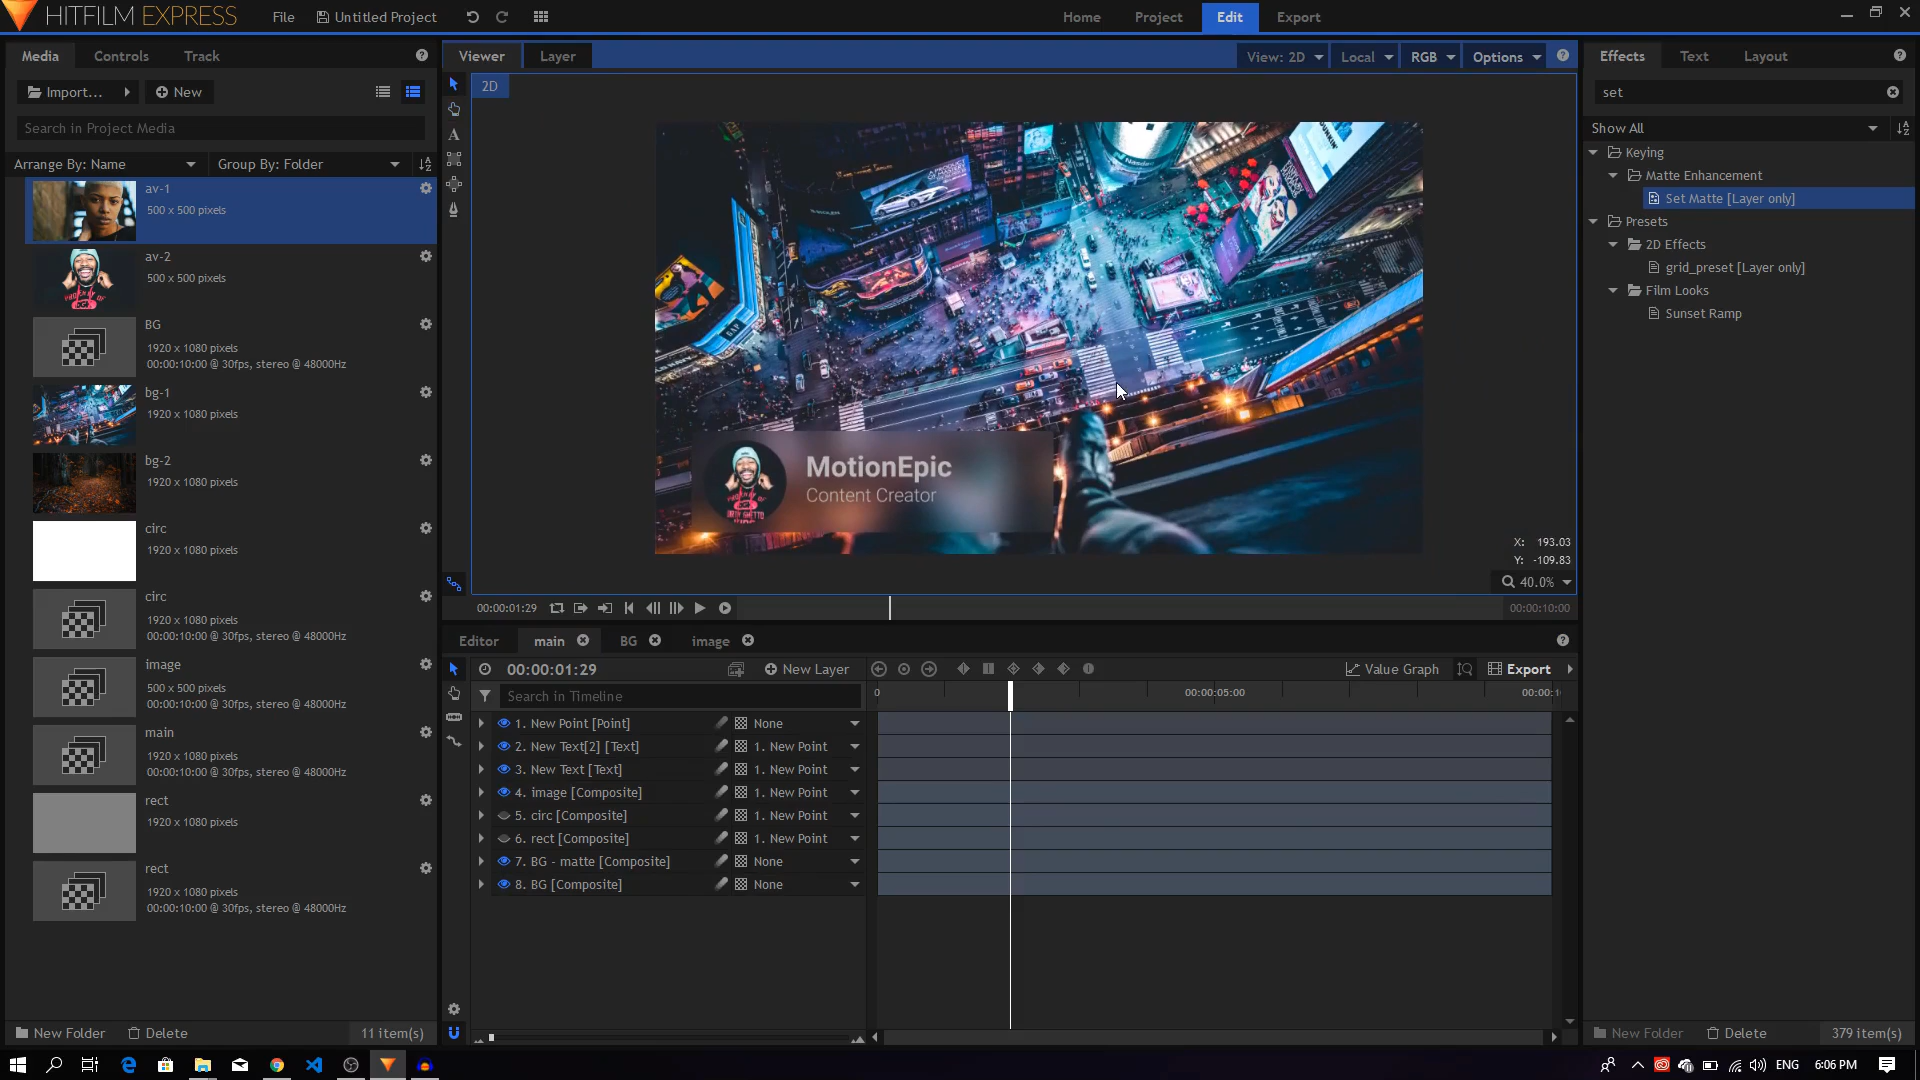 HITFILM EXPRESS
File
Untitled Project
Home
Project
Edit
Export
Media
Controls
Track
Viewer
Layer
View: 2D
Local
RGB
Options
Effects
Text
Layout
Import...
New
2D
set
Search in Project Media
Show All
Arrange By: Name
Group By: Folder
Keying
Matte Enhancement
Set Matte [Layer only]
Presets
2D Effects
grid_preset [Layer only]
Film Looks
Sunset Ramp
av-1
500 x 500 pixels
av-2
500 x 500 pixels
BG
1920 x 1080 pixels
00:00:10:00 @ 30fps, stereo @ 48000Hz
bg-1
1920 x 1080 pixels
bg-2
1920 x 1080 pixels
circ
1920 x 1080 pixels
circ
1920 x 1080 pixels
00:00:10:00 @ 30fps, stereo @ 48000Hz
image
500 x 500 pixels
00:00:10:00 @ 30fps, stereo @ 48000Hz
main
1920 x 1080 pixels
00:00:10:00 @ 30fps, stereo @ 48000Hz
rect
1920 x 1080 pixels
rect
1920 x 1080 pixels
00:00:10:00 @ 30fps, stereo @ 48000Hz
New Folder
Delete
11 item(s)
MotionEpic
Content Creator
X: 193.03
Y: -109.83
40.0%
00:00:01:29
00:00:10:00
Editor
main
BG
image
00:00:01:29
New Layer
Value Graph
Export
Search in Timeline
0
00:00:05:00
1. New Point [Point]
None
2. New Text[2] [Text]
1. New Point
3. New Text [Text]
1. New Point
4. image [Composite]
1. New Point
5. circ [Composite]
1. New Point
6. rect [Composite]
1. New Point
7. BG - matte [Composite]
None
8. BG [Composite]
None
New Folder
Delete
379 item(s)
ENG
6:06 PM